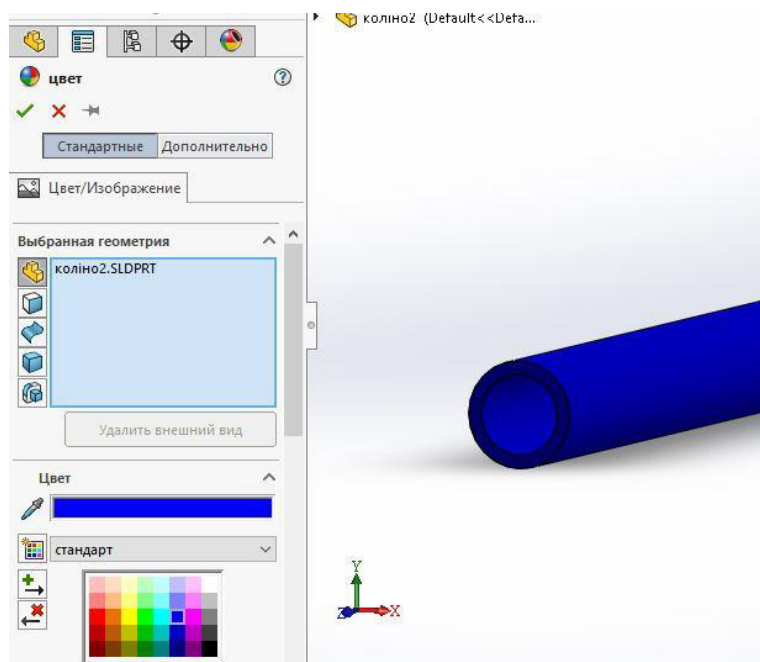 коліно2 (Default<<Defa...
цвет
Стандартные Дополнительно
Цвет/Изображение
Выбранная геометрия
коліно2.SLDPRT
Удалить внешний вид
Цвет
стандарт
Y
Z X